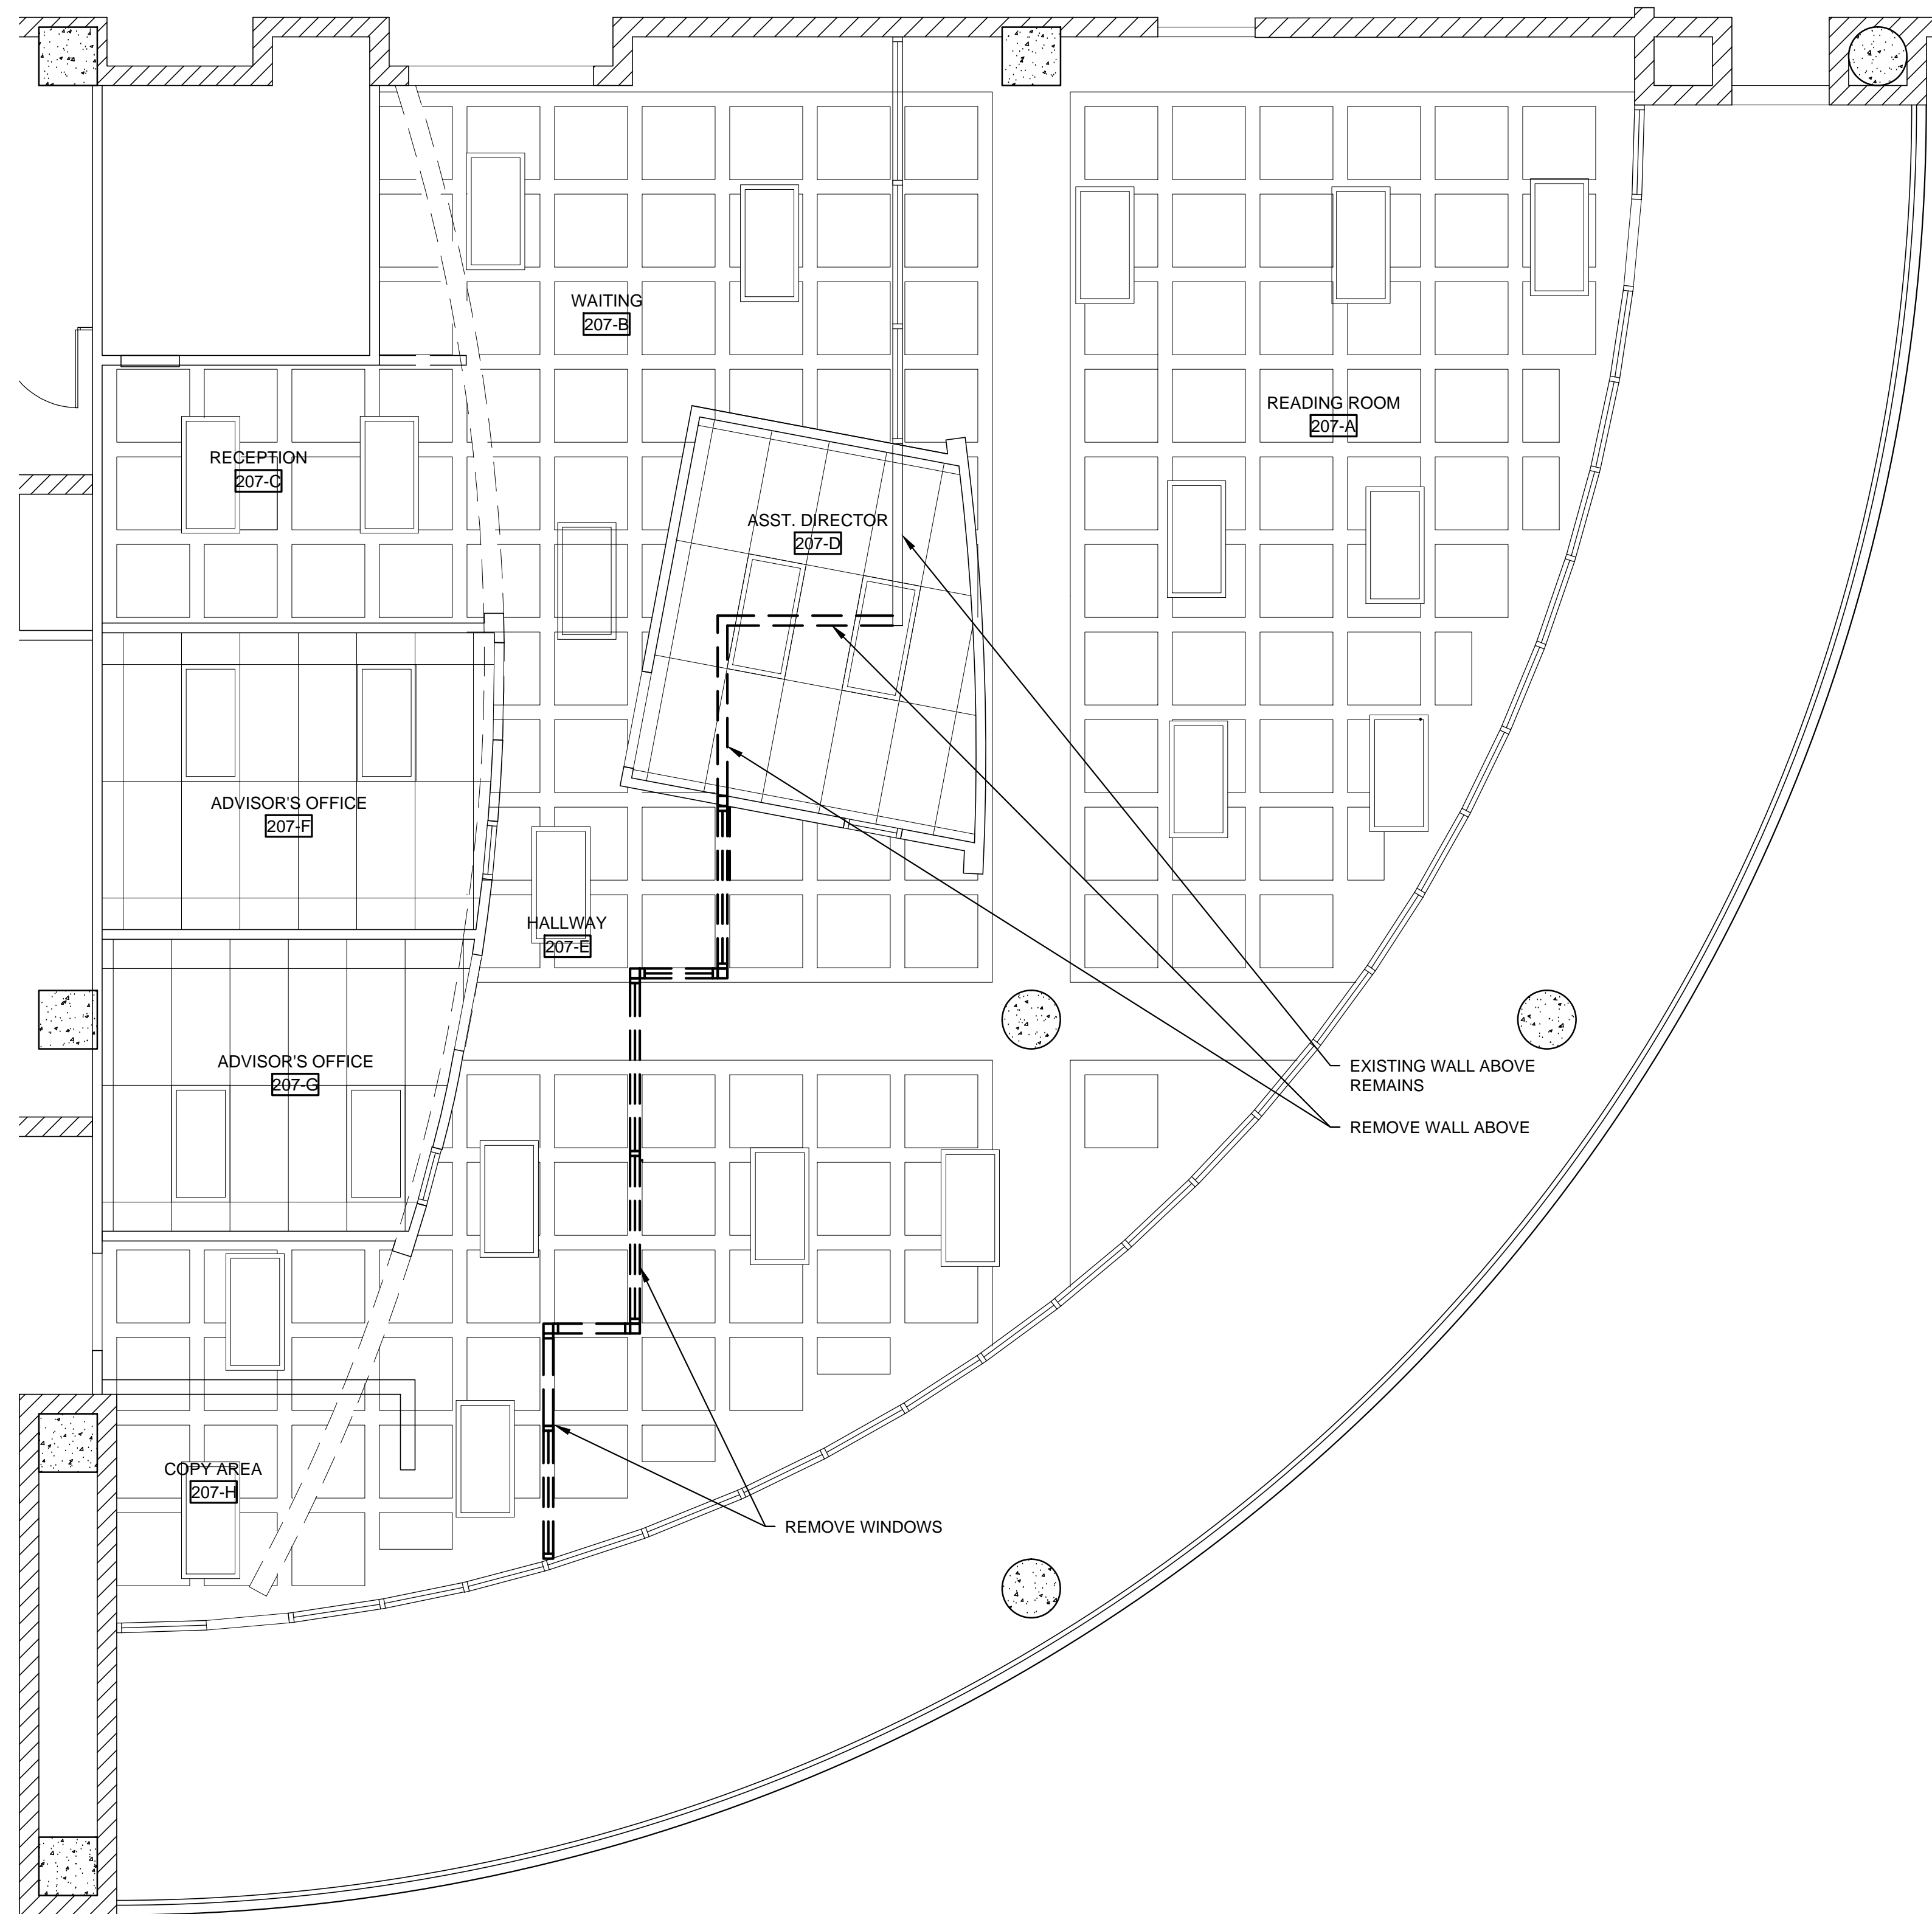 WAITING
207-B
READING ROOM
207-A
RECEPTION
207-C
ASST. DIRECTOR
207-D
ADVISOR'S OFFICE
207-F
HALLWAY
207-E
ADVISOR'S OFFICE
207-G
EXISTING WALL ABOVE
REMAINS
REMOVE WALL ABOVE
COPY AREA
207-H
REMOVE WINDOWS